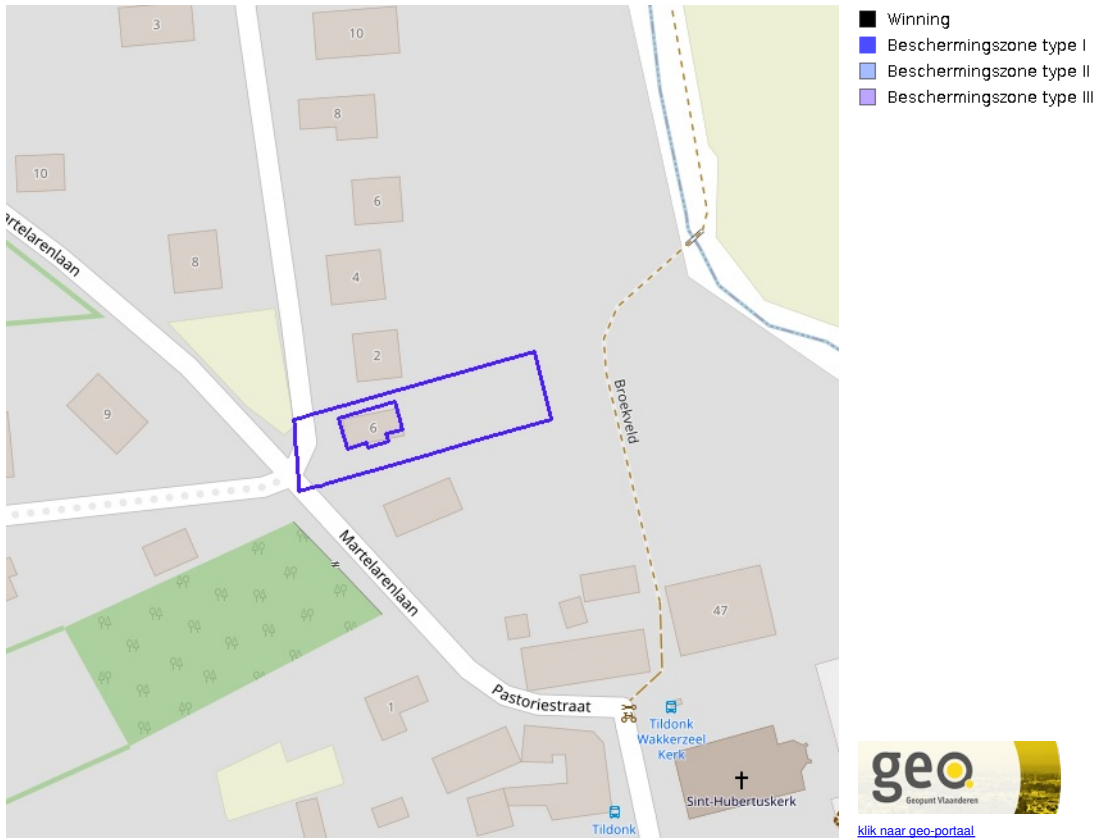 3
10
8
10
6
artelarenlaan
8
4
2
9
6
Broekveld
Martelarenlaan
47
Pastoriestraat
1
Tildonk
Wakkerzeel
Kerk
Sint-Hubertuskerk
Tildonk
Winning
Beschermingszone type I
Beschermingszone type II
Beschermingszone type III
geo
Geopunt Vlaanderen
klik naar geo-portaal